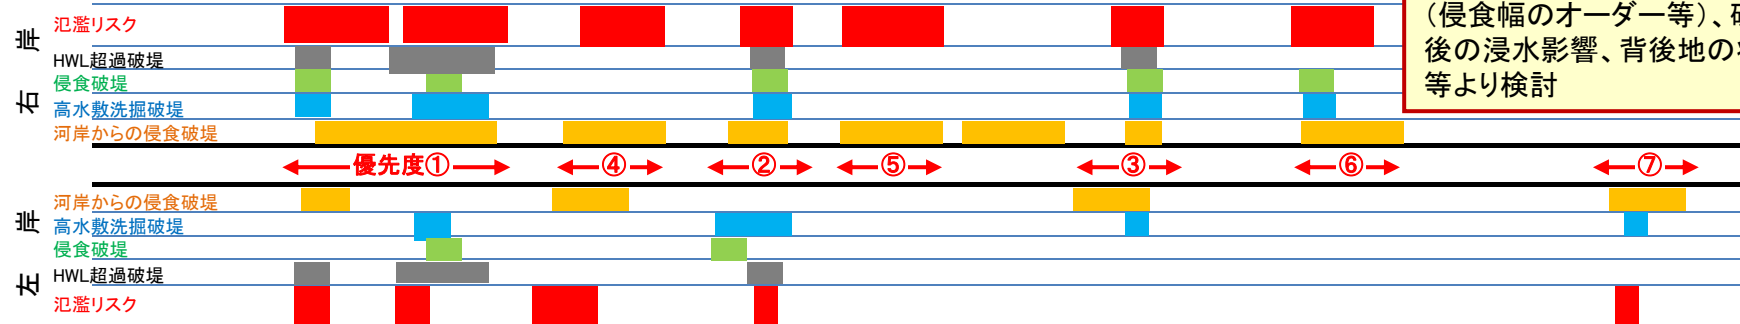 右岸
氾濫リスク
HWL超過破堤
侵食破堤
高水敷洗掘破堤
河岸からの侵食破堤
（侵食幅のオーダー等）、
後の浸水影響、背後地の
等より検討
優先度① ④ ② ⑤ ③ ⑥ ⑦
左岸
河岸からの侵食破堤
高水敷洗掘破堤
侵食破堤
HWL超過破堤
氾濫リスク